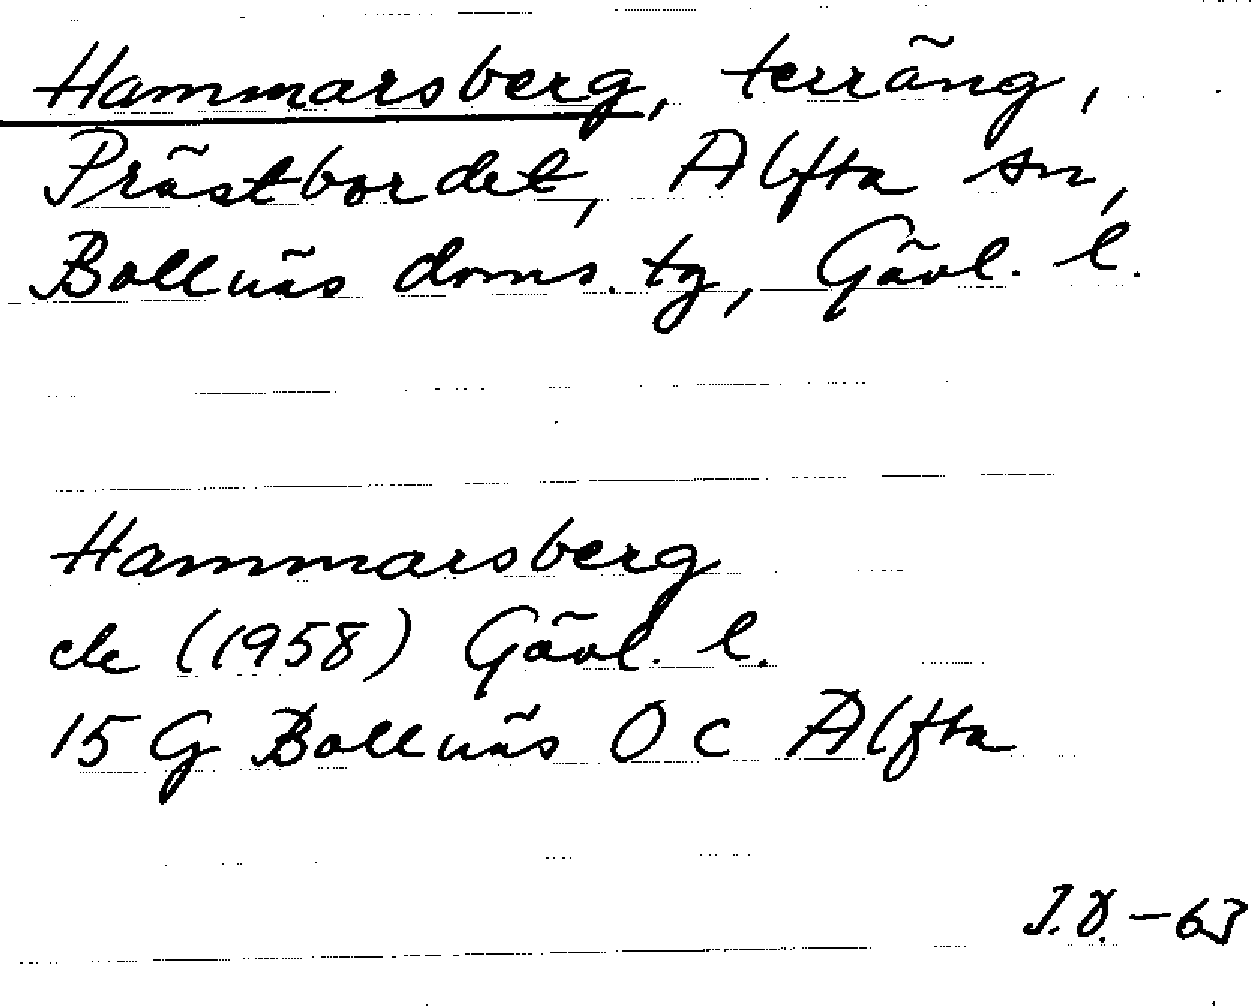 Hammarsberg, terräng,
Prästbordet, Alfta sn,
Bollnäs doms. tg, Gävl. l.
Hammarsberg
ek (1958) Gävl. l.
15 G Bollnäs O c Alfta
J.D. - 63